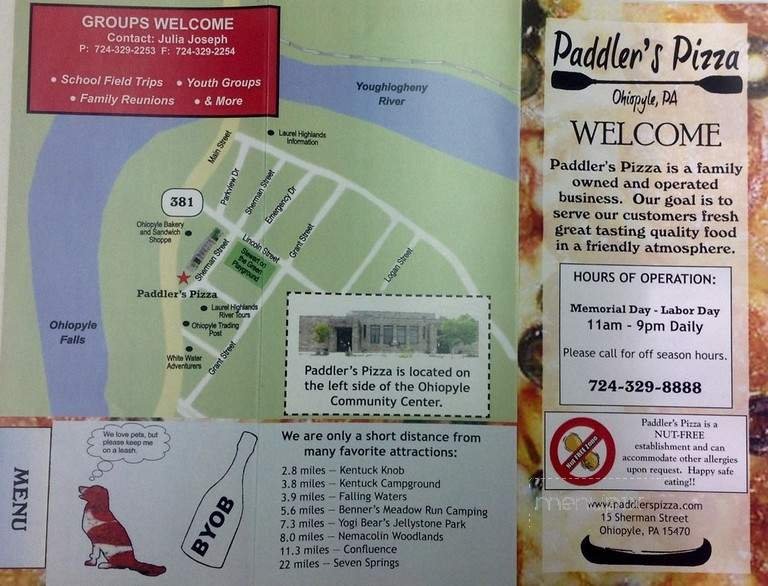 GROUPS WELCOME
Contact: Julia Joseph
P: 724-329-2253 F: 724-329-2254
• School Field Trips • Youth Groups
• Family Reunions • & More
Youghiogheny
River
Main Street
Laurel Highlands
Information
Parkview Dr
Sherman Street
Emergency Dr
381
Ohiopyle Bakery
and Sandwich
Shoppe
Sherman Street
Lincoln Street
Grant Street
Stewart on
the Green
Playground
Logan Street
Paddler's Pizza
Laurel Highlands
River Tours
Ohiopyle Trading
Post
White Water
Adventurers
Grant Street
Ohiopyle
Falls
Paddler's Pizza is located on
the left side of the Ohiopyle
Community Center.
MENU
We love pets, but
please keep me
on a leash.
BYOB
We are only a short distance from
many favorite attractions:
2.8 miles — Kentuck Knob
3.8 miles — Kentuck Campground
3.9 miles — Falling Waters
5.6 miles — Benner's Meadow Run Camping
7.3 miles — Yogi Bear's Jellystone Park
8.0 miles — Nemacolin Woodlands
11.3 miles — Confluence
22 miles — Seven Springs
Paddler's Pizza
Ohiopyle, PA
WELCOME
Paddler's Pizza is a family
owned and operated
business. Our goal is to
serve our customers fresh
great tasting quality food
in a friendly atmosphere.
HOURS OF OPERATION:
Memorial Day - Labor Day
11am - 9pm Daily
Please call for off season hours.
724-329-8888
Nut FREE Zone
Paddler's Pizza is a
NUT-FREE
establishment and can
accommodate other allergies
upon request. Happy safe
eating!!
www.paddlerspizza.com
15 Sherman Street
Ohiopyle, PA 15470